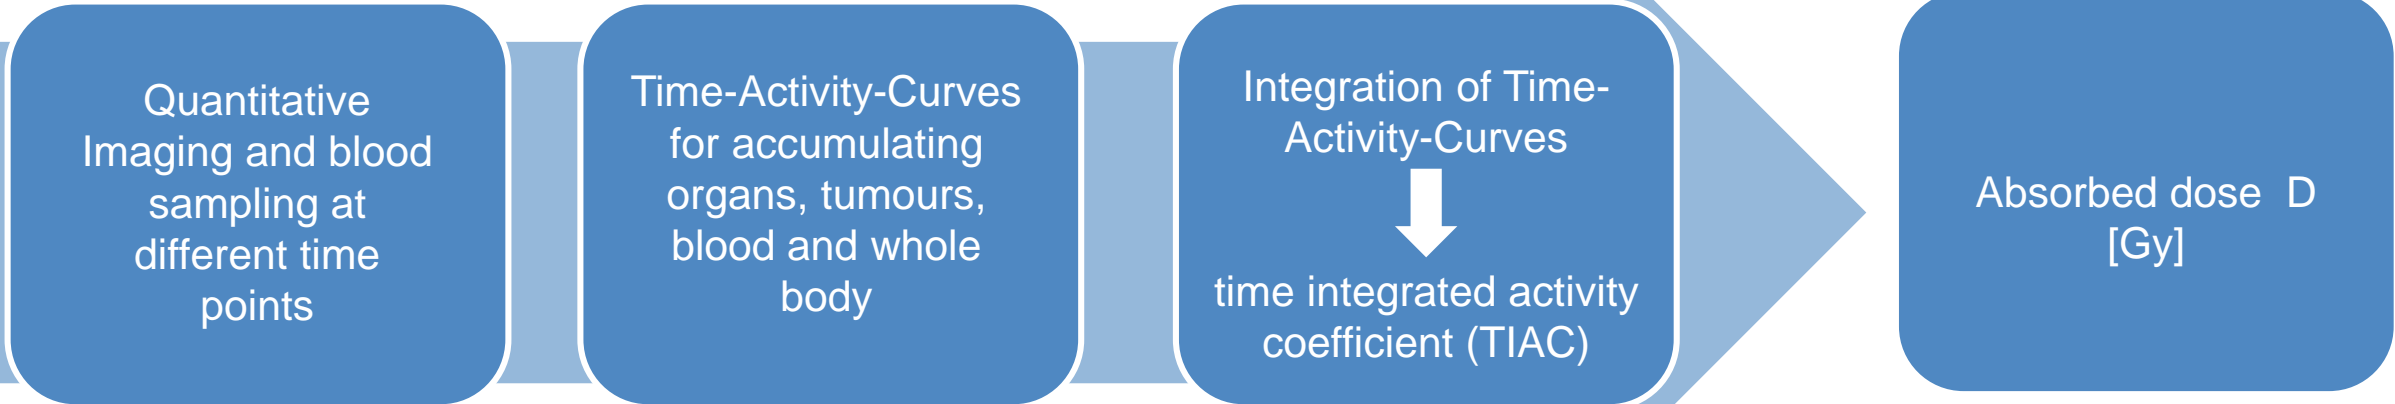 Quantitative
Imaging and blood
sampling at
different time
points
Time-Activity-Curves
for accumulating
organs, tumours,
blood and whole
body
Integration of Time-
Activity-Curves
time integrated activity
coefficient (TIAC)
Absorbed dose  D
[Gy]